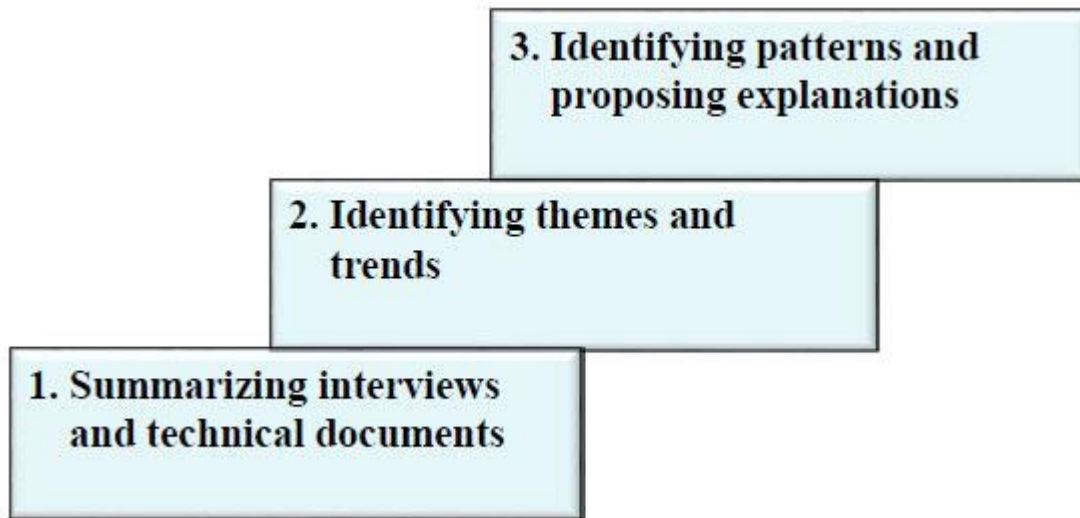 3. Identifying patterns and
proposing explanations
2. Identifying themes and
trends
1. Summarizing interviews
and technical documents